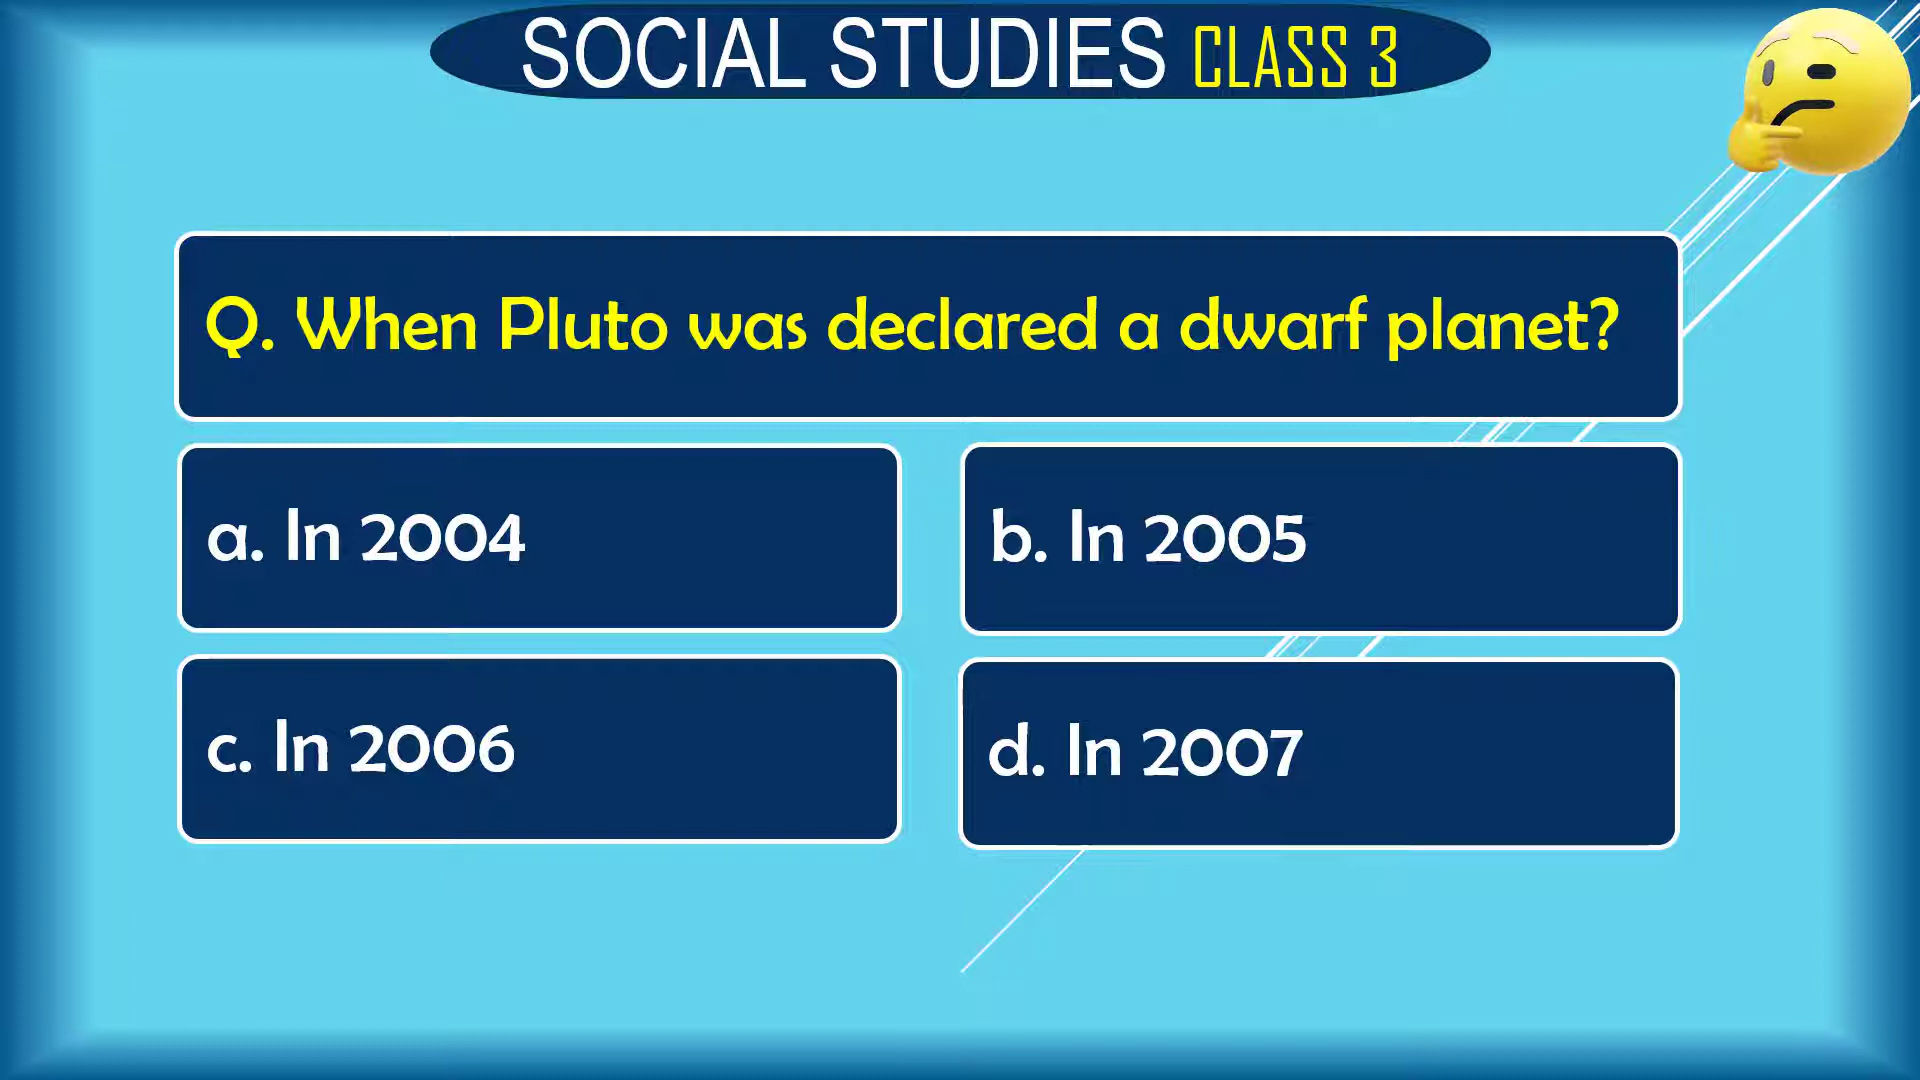 SOCIAL STUDIES CLASS 3
Q. When Pluto was declared a dwarf planet?
a. In 2004
b. In 2005
c. In 2006
d. In 2007